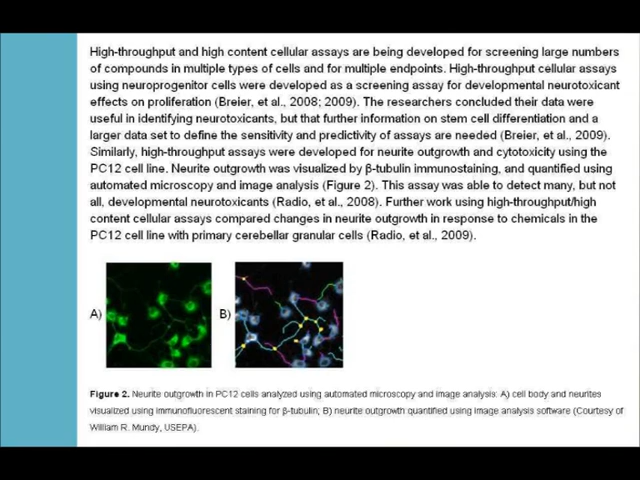 High-throughput and high content cellular assays are being developed for screening large numbers
of compounds in multiple types of cells and for multiple endpoints. High-throughput cellular assays
using neuroprogenitor cells were developed as a screening assay for developmental neurotoxicant
effects on proliferation (Breier, et al., 2008; 2009). The researchers concluded their data were
useful in identifying neurotoxicants, but that further information on stem cell differentiation and a
larger data set to define the sensitivity and predictivity of assays are needed (Breier, et al., 2009).
Similarly, high-throughput assays were developed for neurite outgrowth and cytotoxicity using the
PC12 cell line. Neurite outgrowth was visualized by β-tubulin immunostaining, and quantified using
automated microscopy and image analysis (Figure 2). This assay was able to detect many, but not
all, developmental neurotoxicants (Radio, et al., 2008). Further work using high-throughput/high
content cellular assays compared changes in neurite outgrowth in response to chemicals in the
PC12 cell line with primary cerebellar granular cells (Radio, et al., 2009).
A) B)
Figure 2. Neurite outgrowth in PC12 cells analyzed using automated microscopy and image analysis: A) cell body and neurites
visualized using immunofluorescent staining for β-tubulin; B) neurite outgrowth quantified using image analysis software (Courtesy of
William R. Mundy, USEPA).